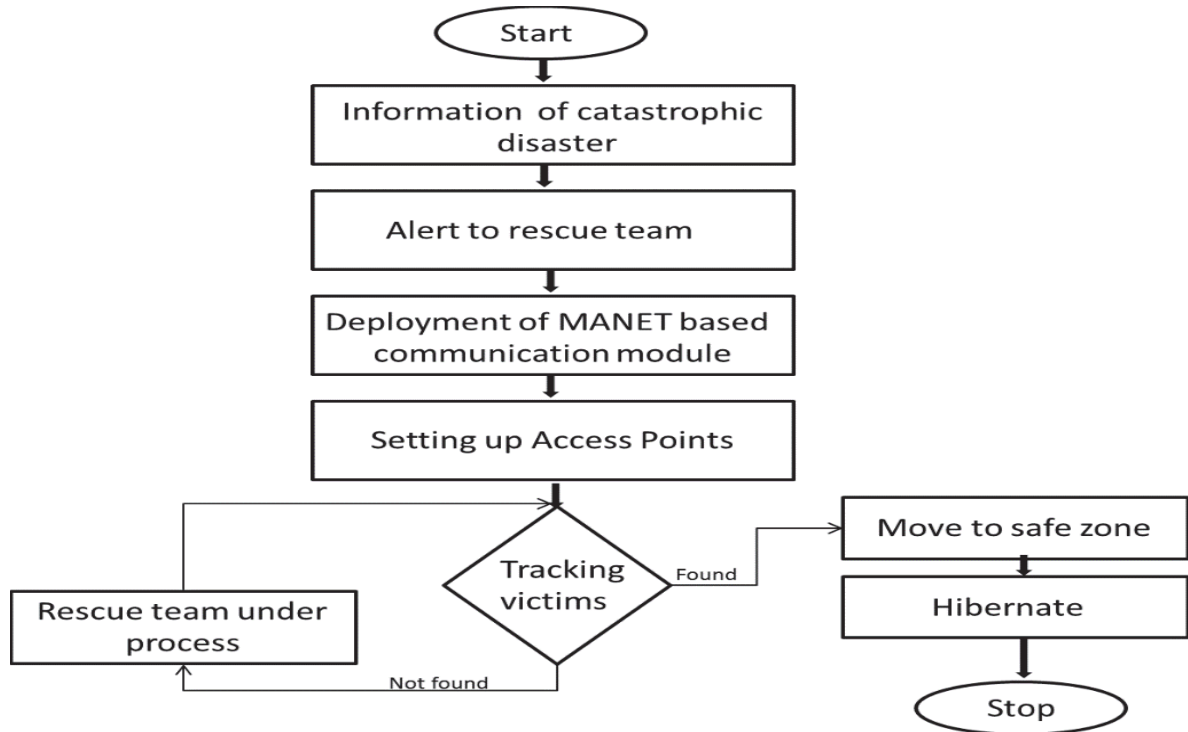 Start
Information of catastrophic
disaster
Alert to rescue team
Deployment of MANET based
communication module
Setting up Access Points
Tracking
victims
Found
Move to safe zone
Hibernate
Stop
Not found
Rescue team under
process